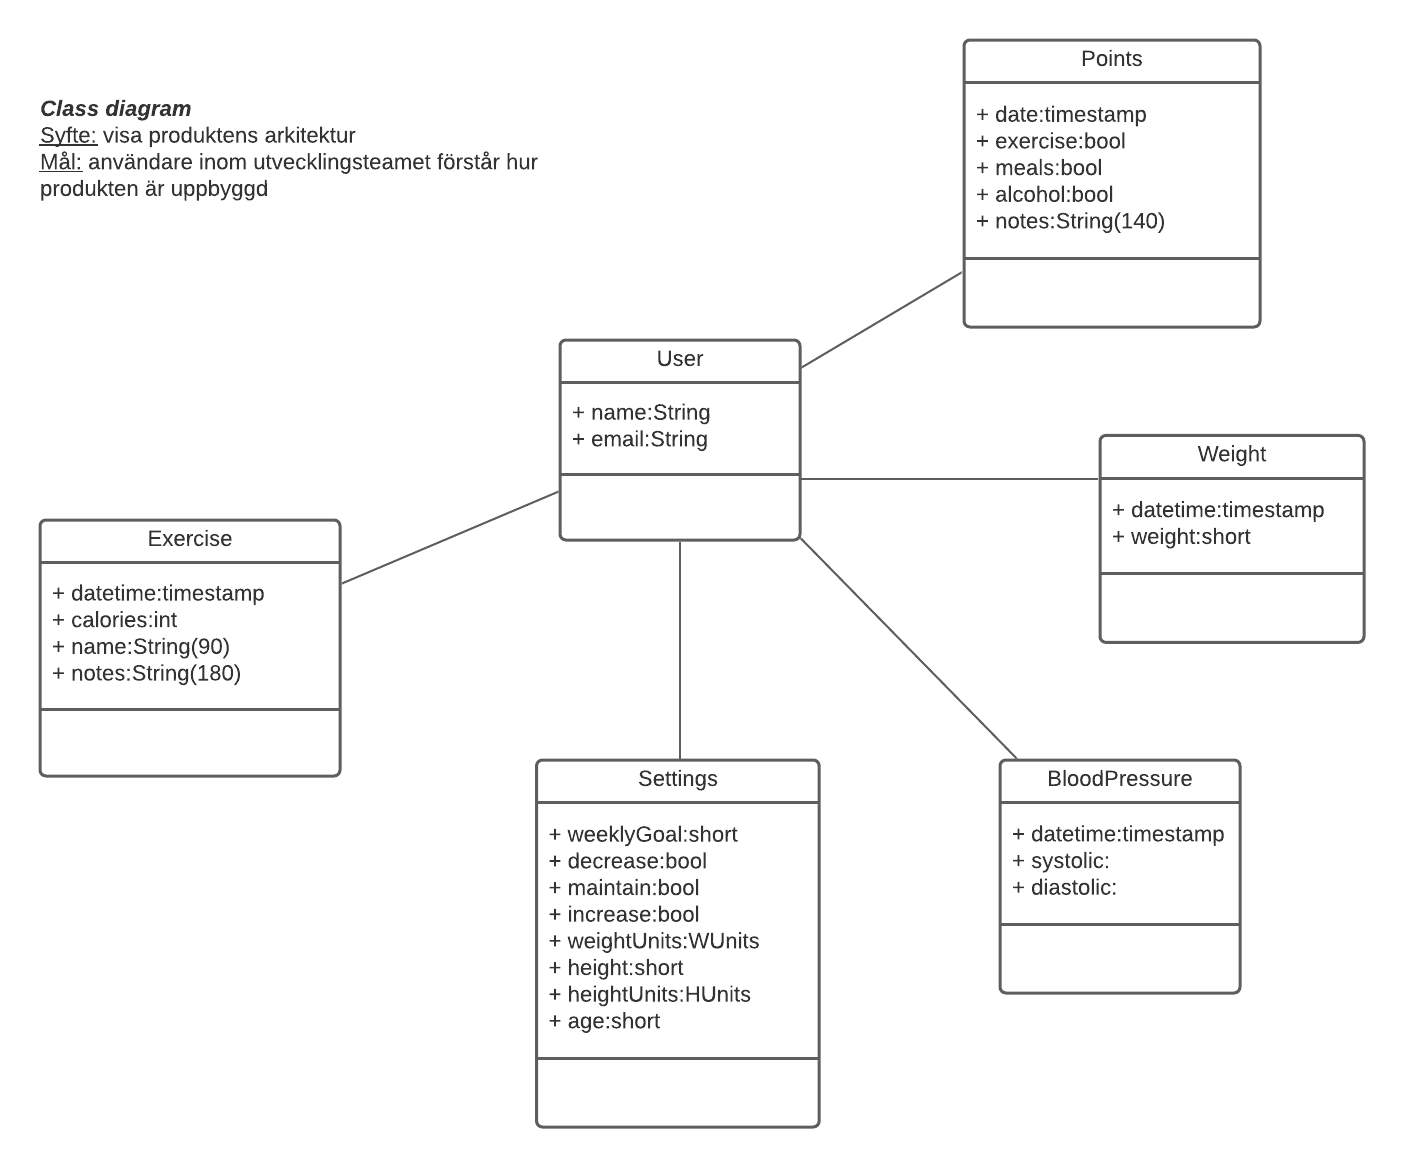 Class diagram
Syfte: visa produktens arkitektur
Mål: användare inom utvecklingsteamet förstår hur
produkten är uppbyggd
Points
+ date:timestamp
+ exercise:bool
+ meals:bool
+ alcohol:bool
+ notes:String(140)
User
+ name:String
+ email:String
Weight
+ datetime:timestamp
+ weight:short
Exercise
+ datetime:timestamp
+ calories:int
+ name:String(90)
+ notes:String(180)
Settings
+ weeklyGoal:short
+ decrease:bool
+ maintain:bool
+ increase:bool
+ weightUnits:WUnits
+ height:short
+ heightUnits:HUnits
+ age:short
BloodPressure
+ datetime:timestamp
+ systolic:
+ diastolic: